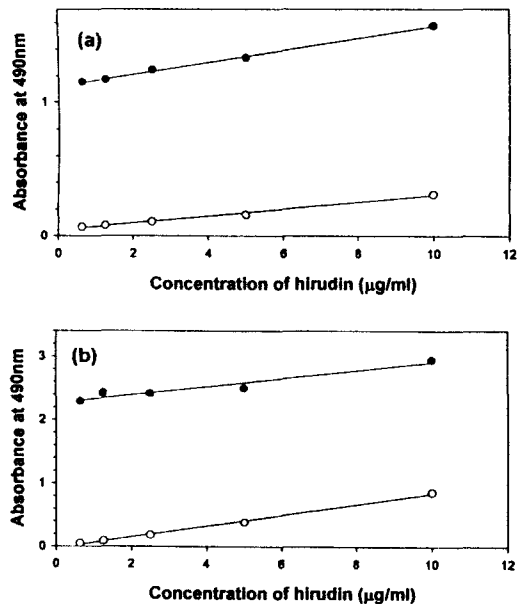 (a)
Absorbance at 490nm
1
0
0 2 4 6 8 10 12
Concentration of hirudin (μg/ml)
(b)
Absorbance at 490nm
3
2
1
0
0 2 4 6 8 10 12
Concentration of hirudin (μg/ml)